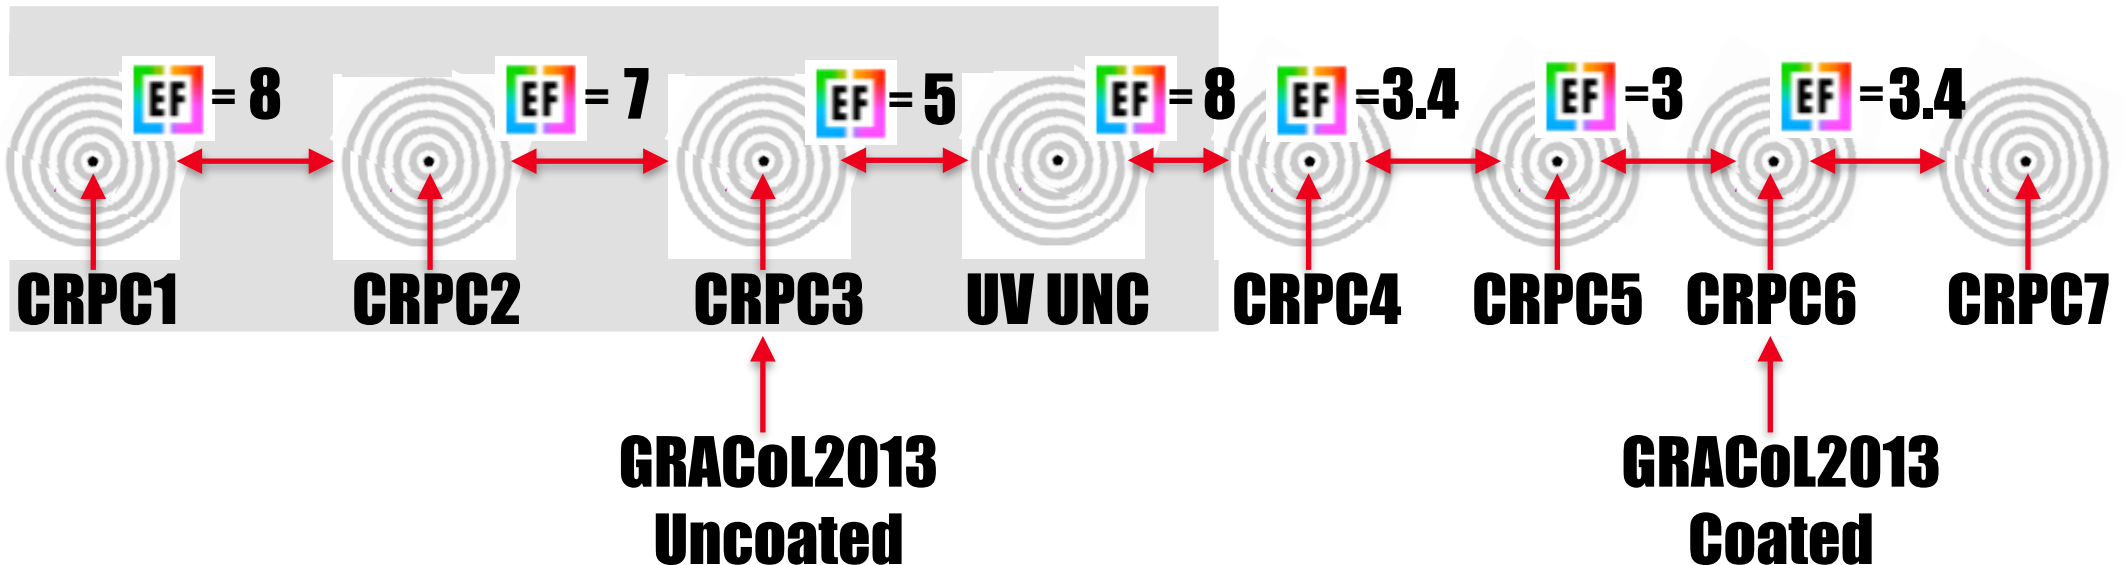 EF = 8 EF = 7 EF = 5 EF = 8 EF =3.4 EF =3 EF =3.4
CRPC1 CRPC2 CRPC3 UV UNC CRPC4 CRPC5 CRPC6 CRPC7
GRACoL2013 GRACoL2013
Uncoated Coated